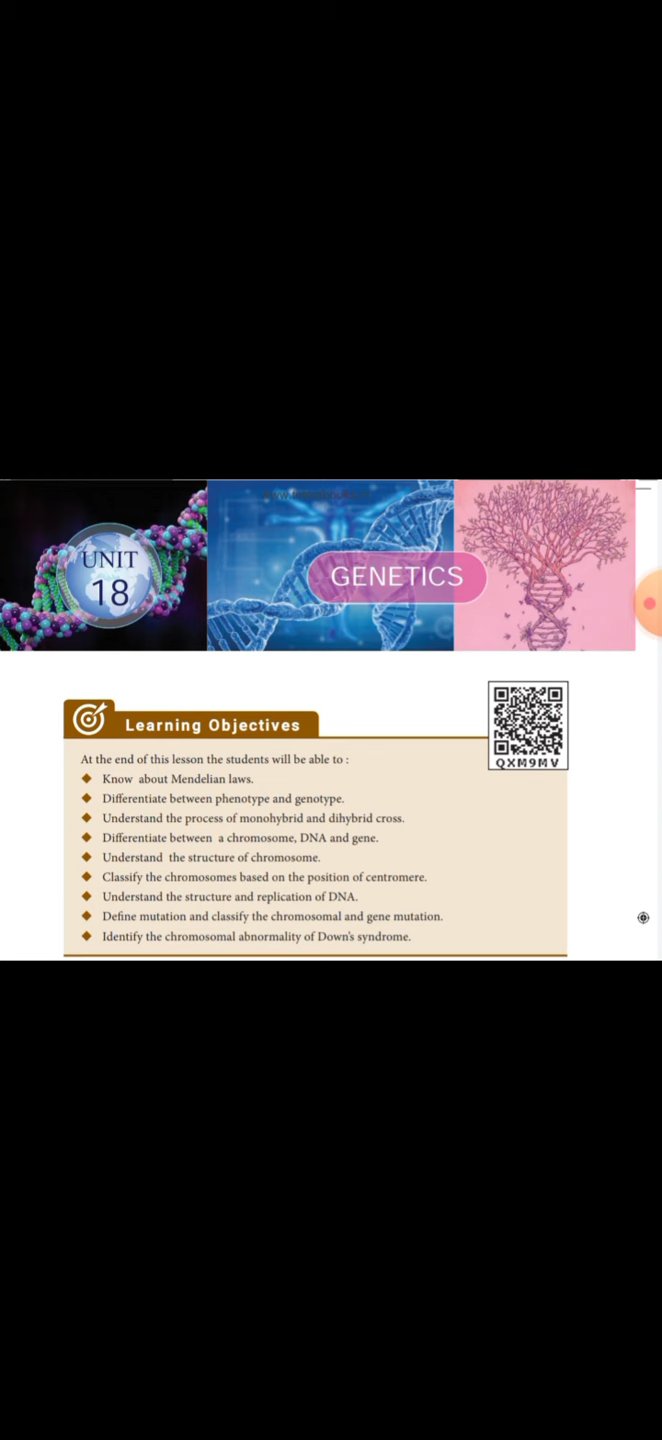 UNIT
18
GENETICS
Learning Objectives
QXM9MV
At the end of this lesson the students will be able to :
◆ Know about Mendelian laws.
◆ Differentiate between phenotype and genotype.
◆ Understand the process of monohybrid and dihybrid cross.
◆ Differentiate between a chromosome, DNA and gene.
◆ Understand the structure of chromosome.
◆ Classify the chromosomes based on the position of centromere.
◆ Understand the structure and replication of DNA.
◆ Define mutation and classify the chromosomal and gene mutation.
◆ Identify the chromosomal abnormality of Down's syndrome.